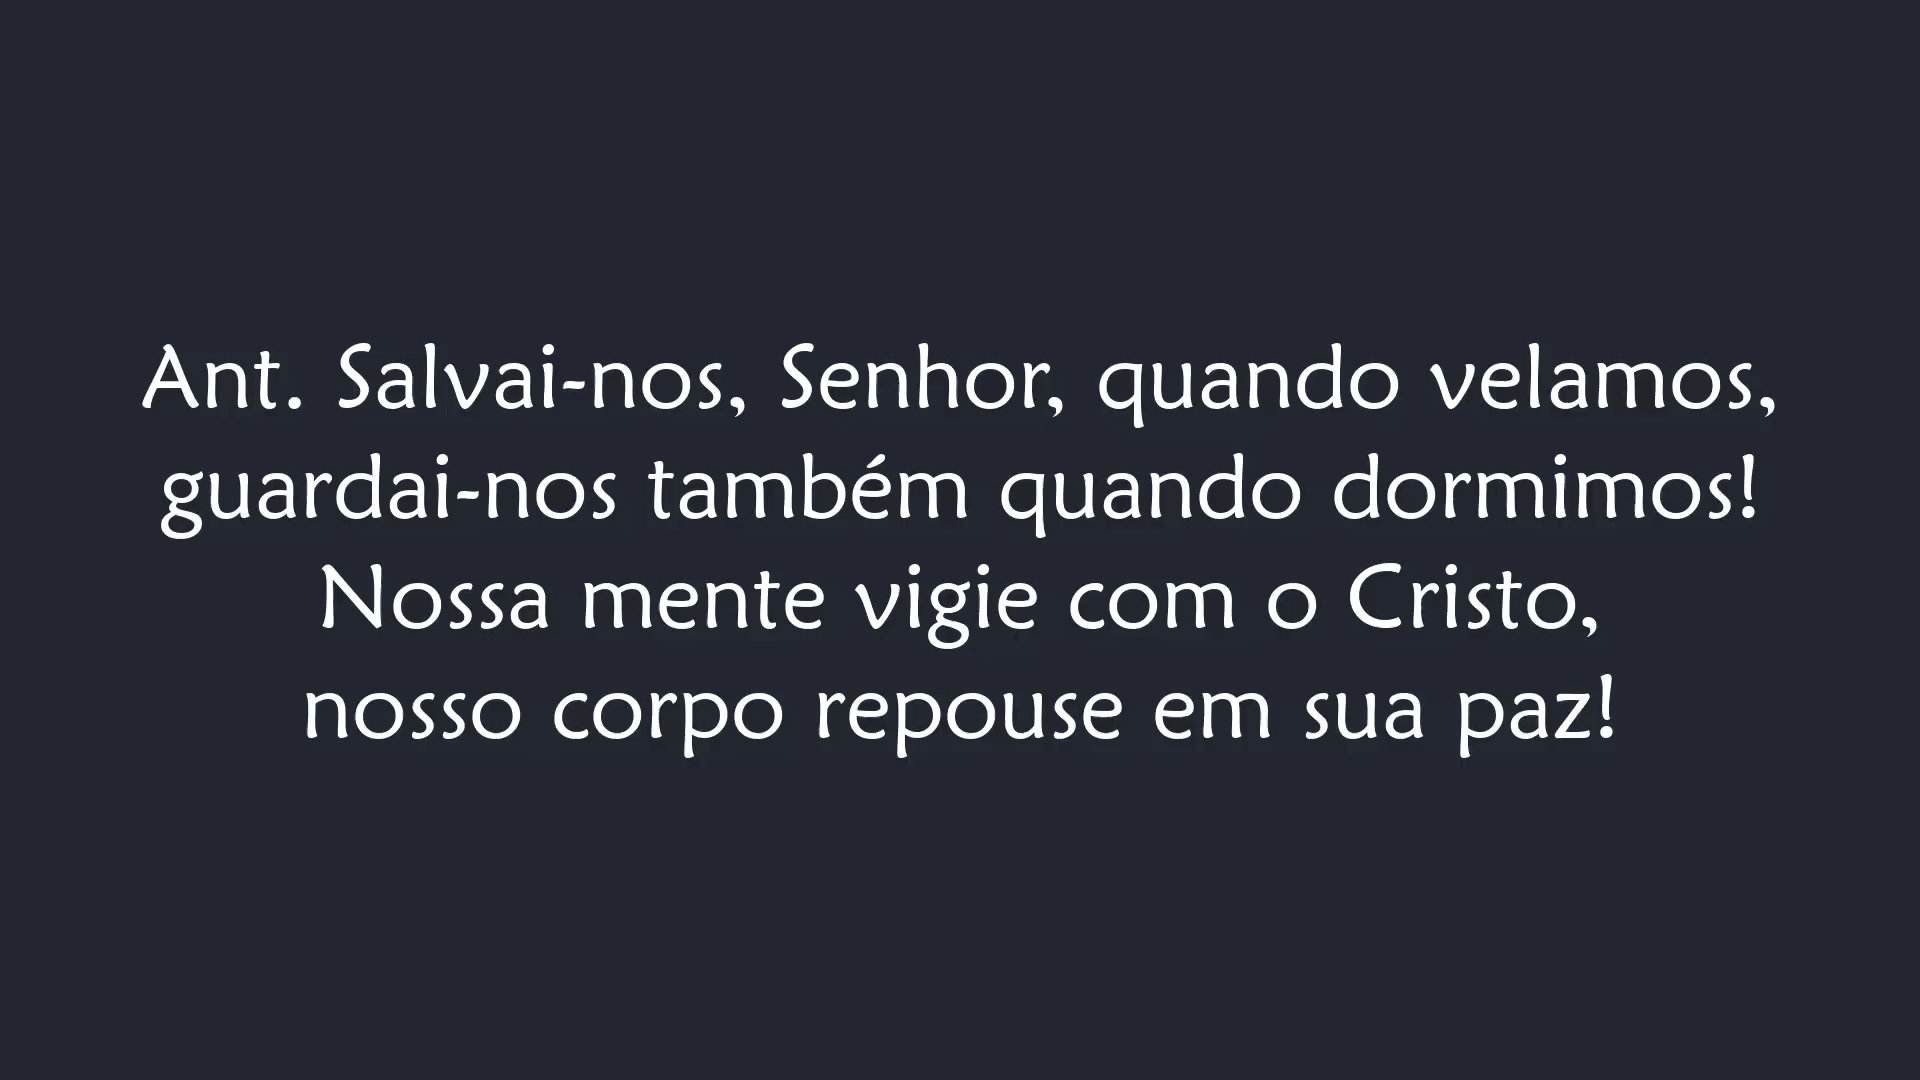 Ant. Salvai-nos, Senhor, quando velamos,
guardai-nos também quando dormimos!
Nossa mente vigie com o Cristo,
nosso corpo repouse em sua paz!